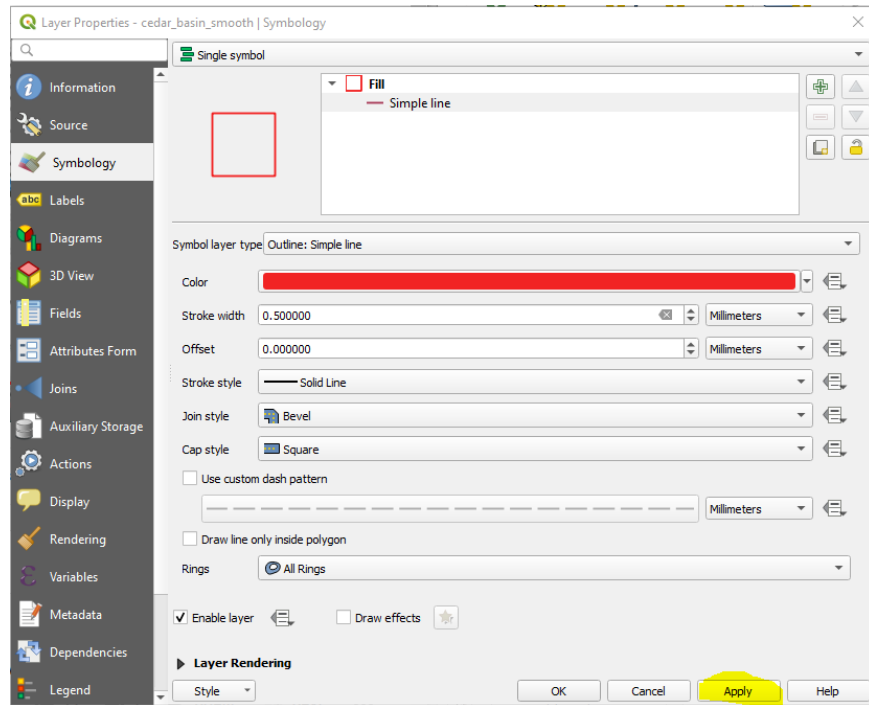 Layer Properties - cedar_basin_smooth | Symbology
Single symbol
Information
Source
Symbology
abc Labels
Diagrams
3D View
Fields
Attributes Form
Joins
Auxiliary Storage
Actions
Display
Rendering
Variables
Metadata
Dependencies
Legend
Fill
Simple line
Symbol layer type Outline: Simple line
Color
Stroke width 0.500000 Millimeters
Offset 0.000000 Millimeters
Stroke style Solid Line
Join style Bevel
Cap style Square
Use custom dash pattern
Millimeters
Draw line only inside polygon
Rings All Rings
Enable layer Draw effects
Layer Rendering
Style OK Cancel Apply Help